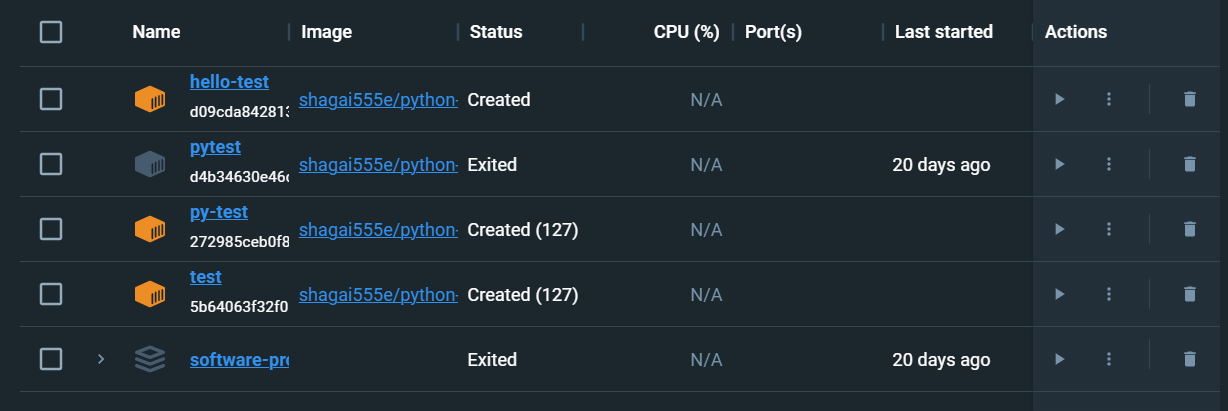 Name Image Status CPU (%) Port(s) Last started Actions
hello-test
d09cda842813 shagai555e/python- Created N/A
pytest
d4b34630e46 shagai555e/python- Exited N/A 20 days ago
py-test
272985ceb0f8 shagai555e/python- Created (127) N/A
test
5b64063f32f0 shagai555e/python- Created (127) N/A
software-pr Exited N/A 20 days ago